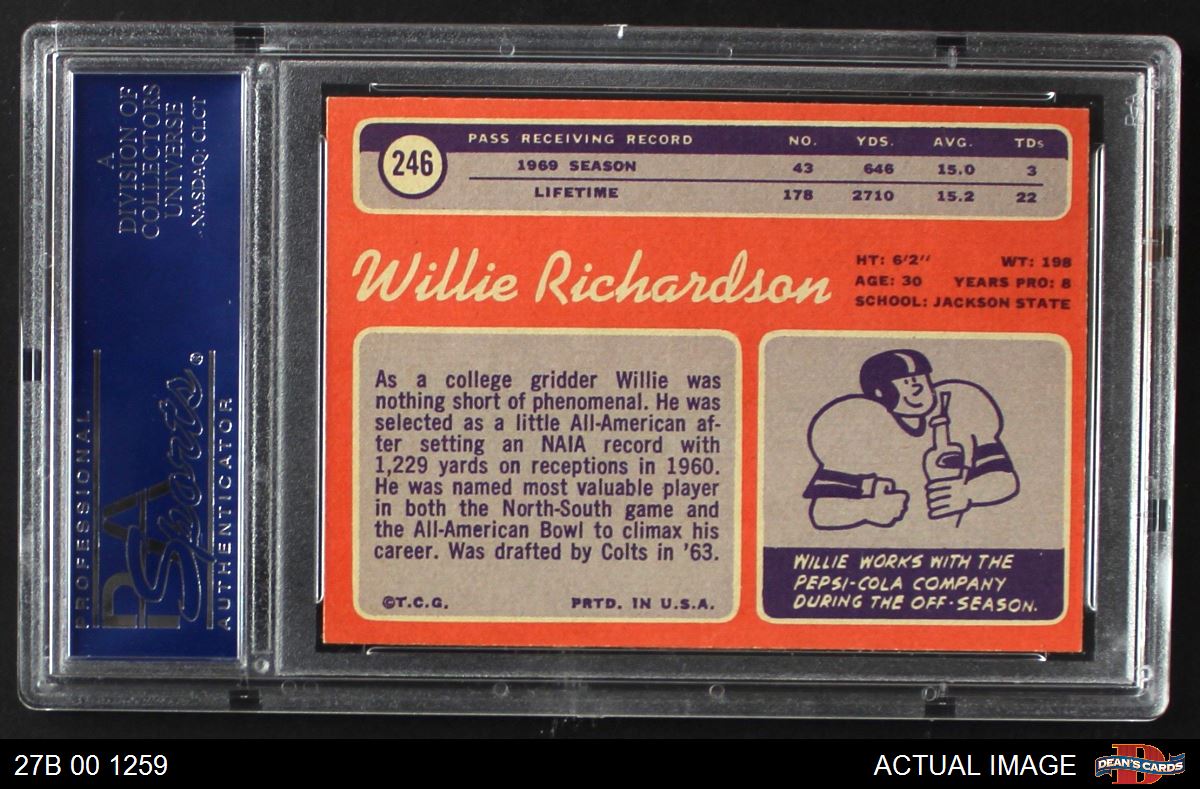 A
DIVISION OF
COLLECTORS
UNIVERSE
NASDAQ: CLCT
PROFESSIONAL
PSA
Sports®
AUTHENTICATOR
246
PASS RECEIVING RECORD NO. YDS. AVG. TDs
1969 SEASON 43 646 15.0 3
LIFETIME 178 2710 15.2 22
Willie Richardson
HT: 6'2" WT: 198
AGE: 30 YEARS PRO: 8
SCHOOL: JACKSON STATE
As a college gridder Willie was
nothing short of phenomenal. He was
selected as a little All-American af-
ter setting an NAIA record with
1,229 yards on receptions in 1960.
He was named most valuable player
in both the North-South game and
the All-American Bowl to climax his
career. Was drafted by Colts in '63.
©T.C.G. PRTD. IN U.S.A.
WILLIE WORKS WITH THE
PEPSI-COLA COMPANY
DURING THE OFF-SEASON.
27B 00 1259
ACTUAL IMAGE
DEAN'S CARDS